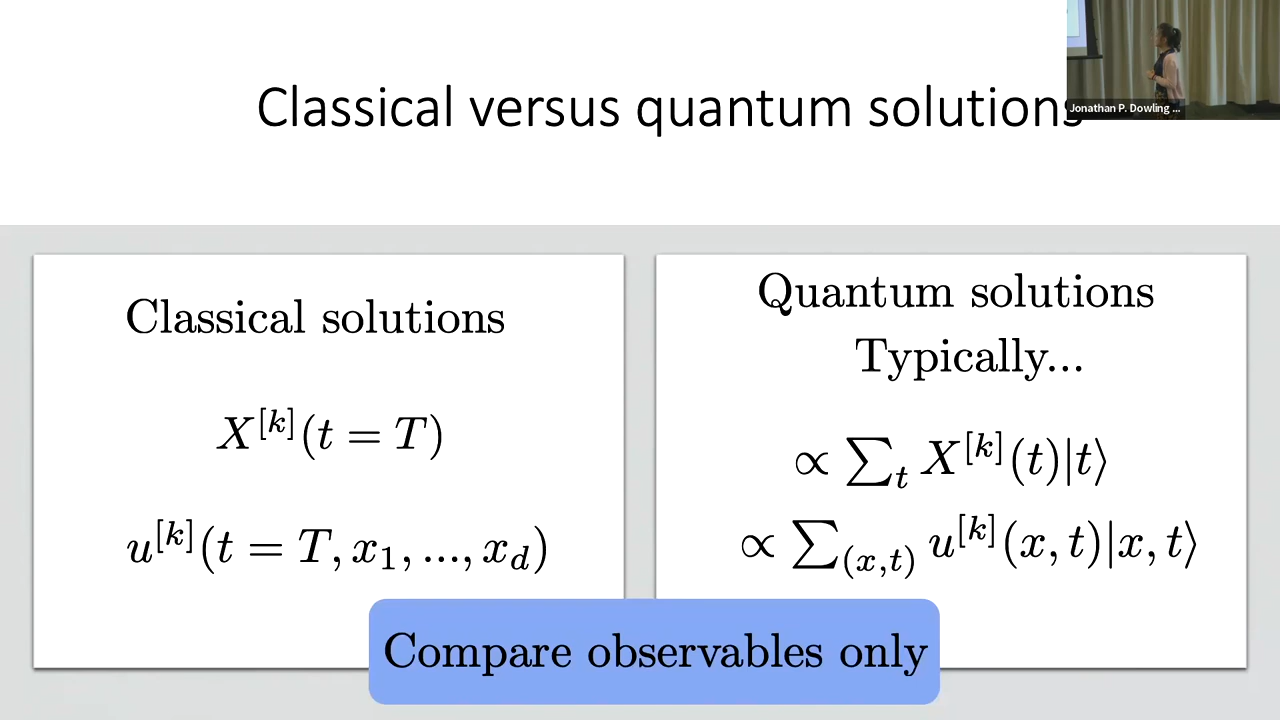 Classical versus quantum solutions
Jonathan P. Dowling ...
Classical solutions
X^{[k]}(t = T)
u^{[k]}(t = T, x_1, ..., x_d)
Quantum solutions
Typically...
∝ ∑_t X^{[k]}(t)|t⟩
∝ ∑_{(x,t)} u^{[k]}(x, t)|x, t⟩
Compare observables only